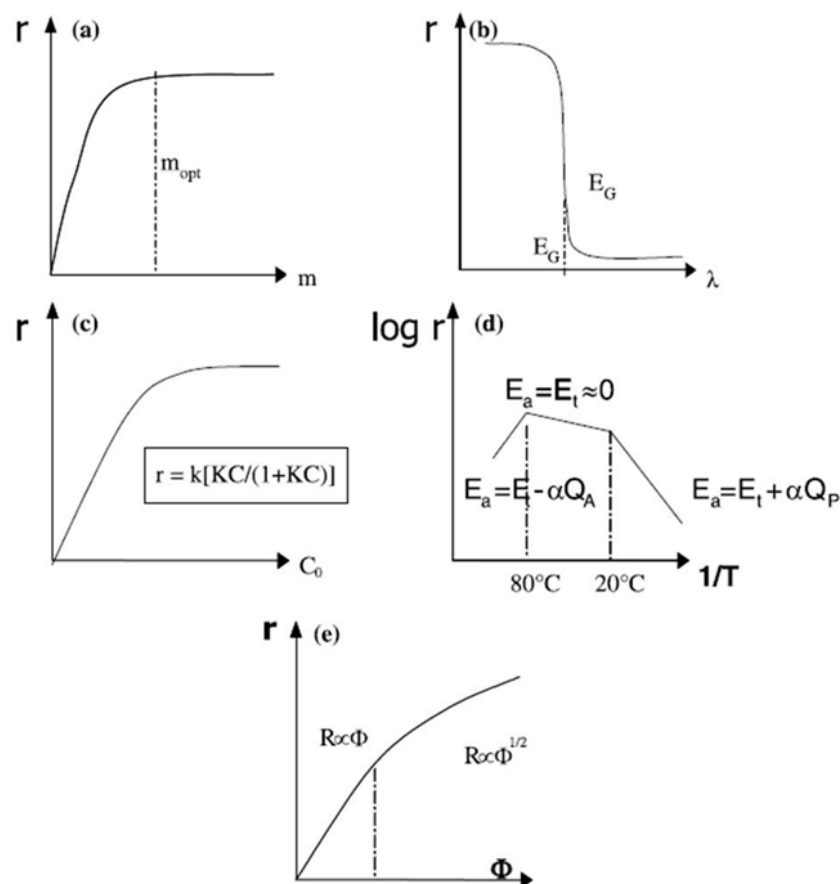 r (a)
m_opt
m
r (b)
E_G
E_G
λ
r (c)
r = k[KC/(1+KC)]
C_0
log r (d)
E_a=E_t≈0
E_a=E_t-αQ_A
E_a=E_t+αQ_P
80°C 20°C 1/T
r (e)
R∝Φ
R∝Φ^1/2
Φ